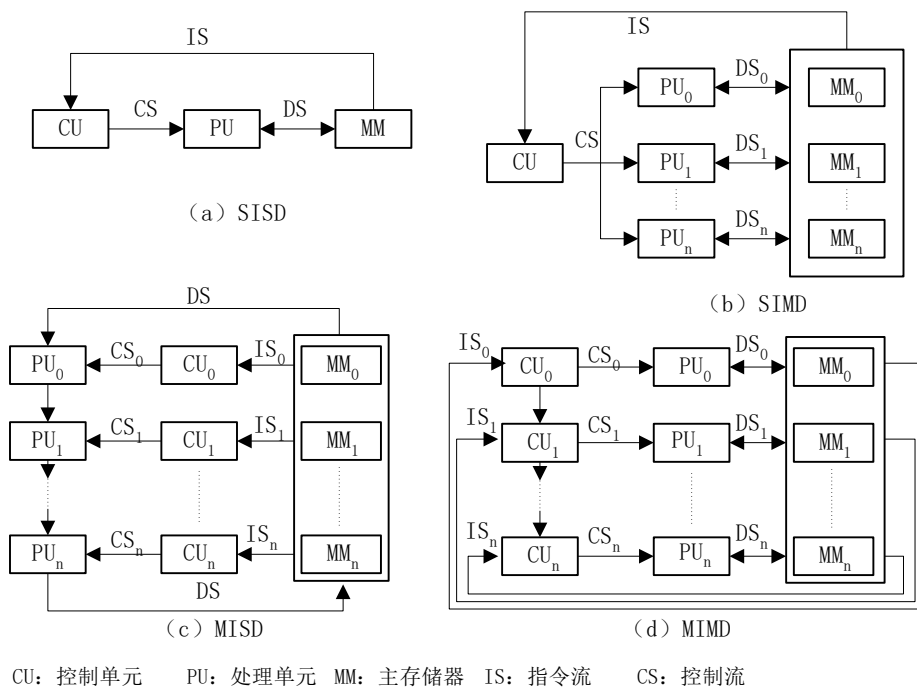 IS
CU CS PU DS MM
（a）SISD
IS
PU₀ DS₀ MM₀
CU CS PU₁ DS₁ MM₁
PUₙ DSₙ MMₙ
（b）SIMD
DS
PU₀ CS₀ CU₀ IS₀ MM₀
PU₁ CS₁ CU₁ IS₁ MM₁
PUₙ CSₙ CUₙ ISₙ MMₙ
DS
（c）MISD
IS₀ CU₀ CS₀ PU₀ DS₀ MM₀
IS₁ CU₁ CS₁ PU₁ DS₁ MM₁
ISₙ CUₙ CSₙ PUₙ DSₙ MMₙ
（d）MIMD
CU：控制单元 PU：处理单元 MM：主存储器 IS：指令流 CS：控制流